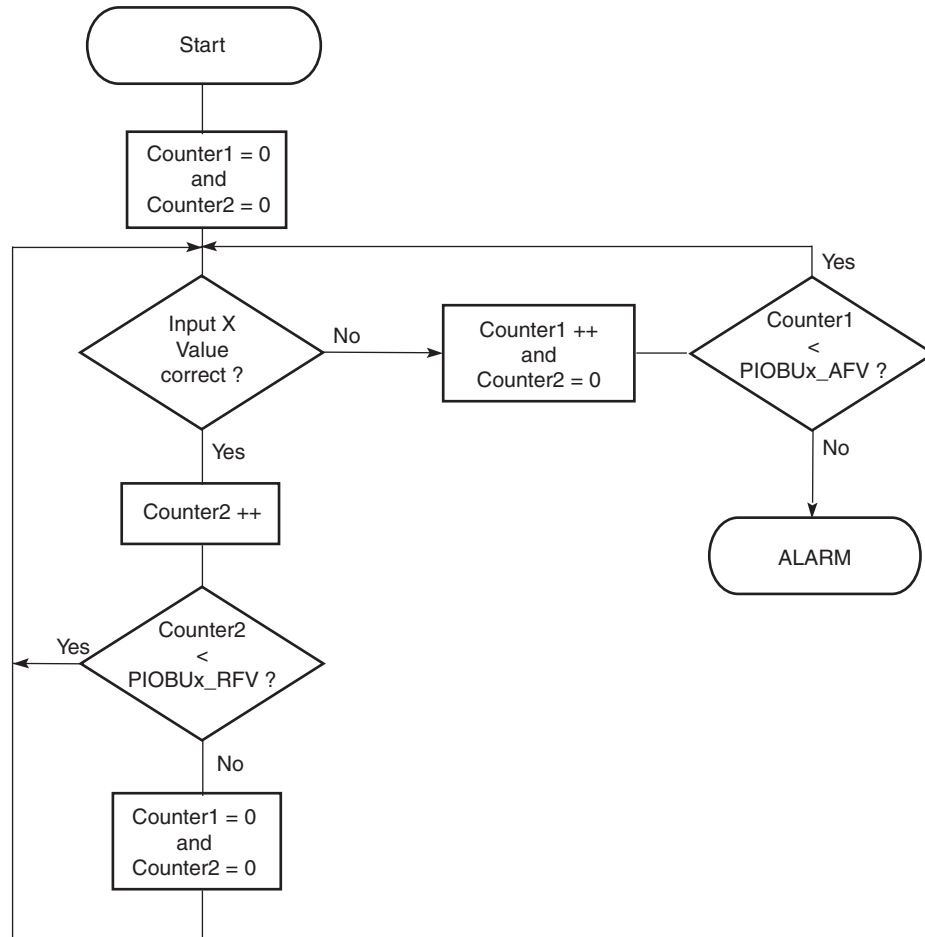 Start
Counter1 = 0
and
Counter2 = 0
Input X
Value
correct ?
No
Counter1 ++
and
Counter2 = 0
Counter1
<
PIOBUx_AFV ?
Yes
No
ALARM
Yes
Counter2 ++
Counter2
<
PIOBUx_RFV ?
Yes
No
Counter1 = 0
and
Counter2 = 0